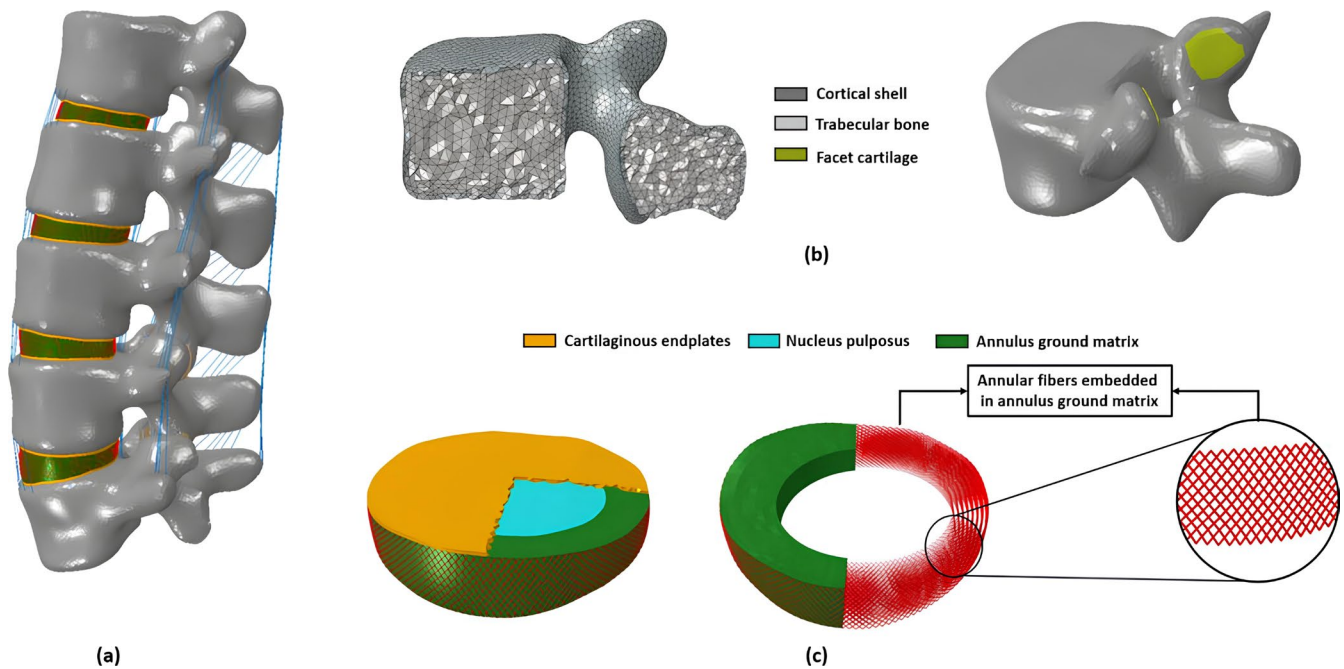 Cortical shell
Trabecular bone
Facet cartilage
(b)
Cartilaginous endplates
Nucleus pulposus
Annulus ground matrix
Annular fibers embedded
in annulus ground matrix
(a)
(c)